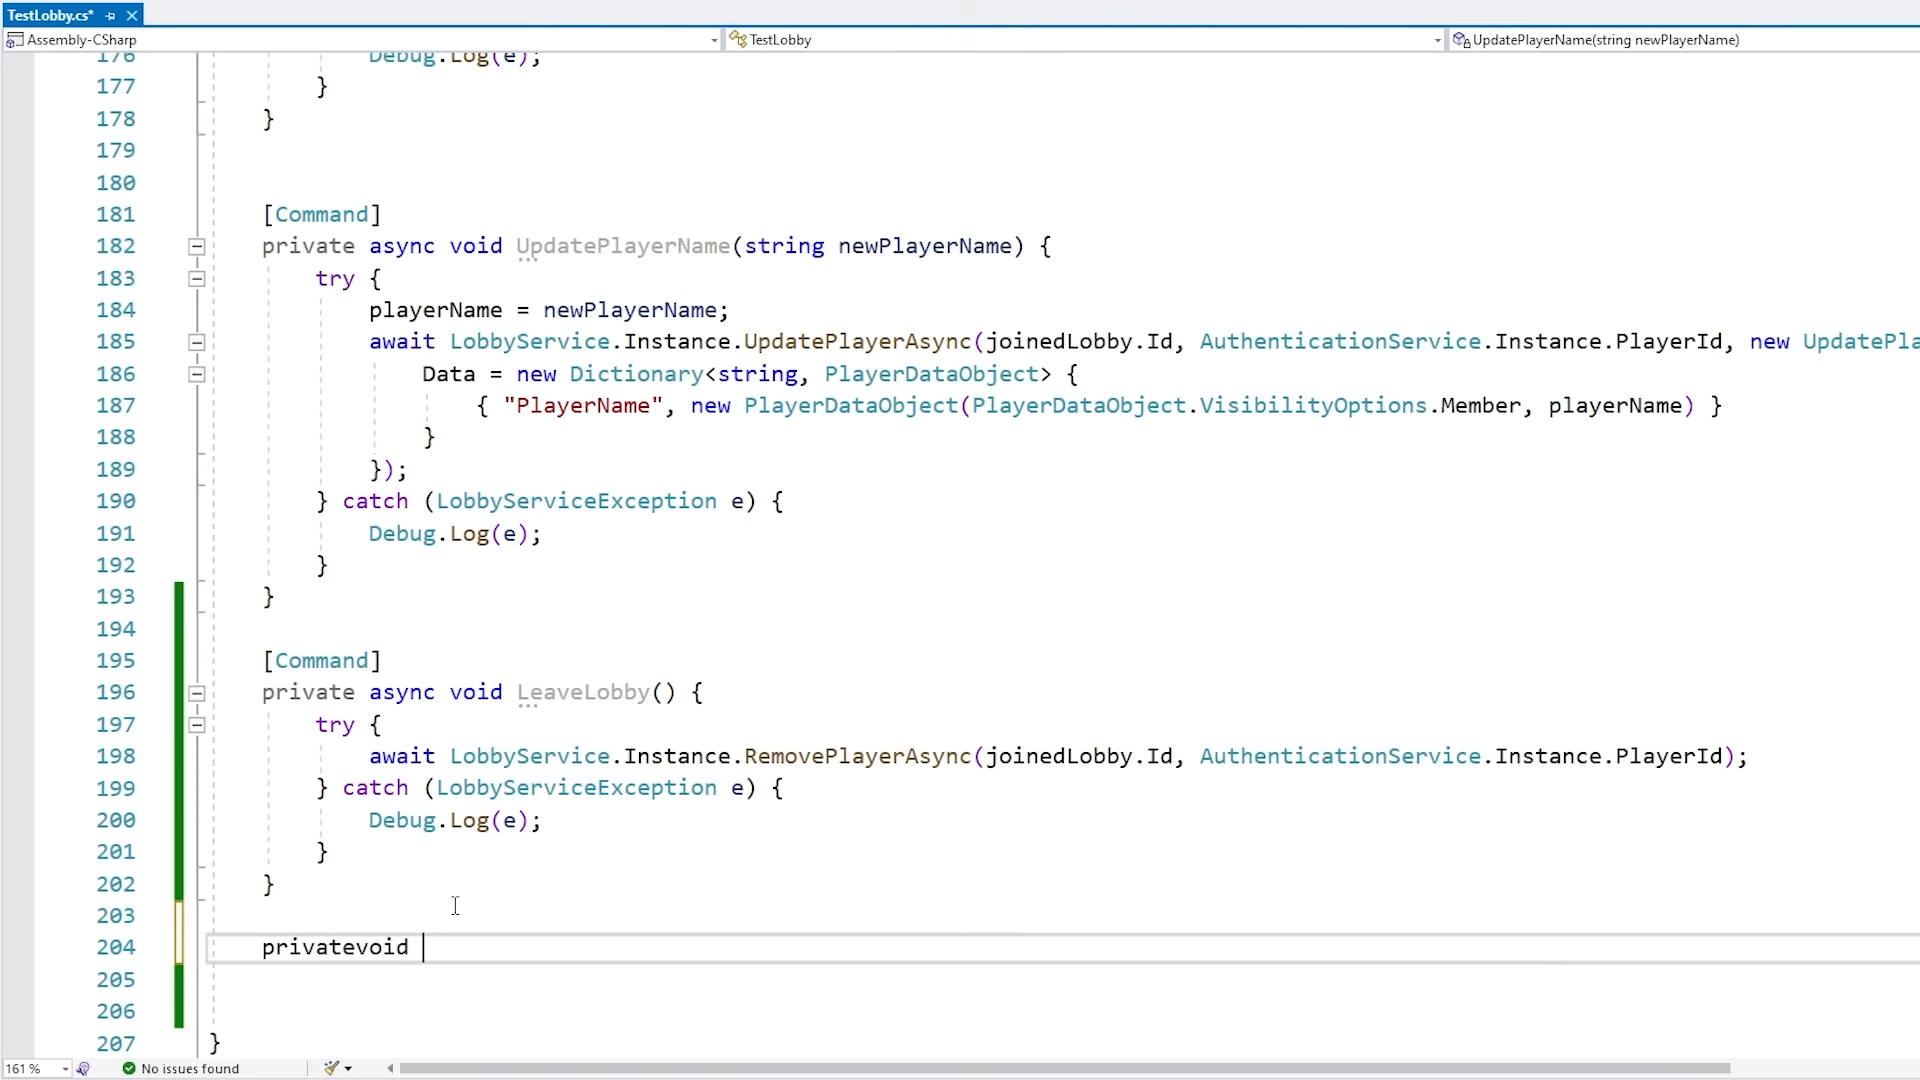 TestLobby.cs*
Assembly-CSharp TestLobby UpdatePlayerName(string newPlayerName)
176 Debug.Log(e);
177 }
178 }
179
180
181 [Command]
182 private async void UpdatePlayerName(string newPlayerName) {
183 try {
184 playerName = newPlayerName;
185 await LobbyService.Instance.UpdatePlayerAsync(joinedLobby.Id, AuthenticationService.Instance.PlayerId, new UpdatePla
186 Data = new Dictionary<string, PlayerDataObject> {
187 { "PlayerName", new PlayerDataObject(PlayerDataObject.VisibilityOptions.Member, playerName) }
188 }
189 });
190 } catch (LobbyServiceException e) {
191 Debug.Log(e);
192 }
193 }
194
195 [Command]
196 private async void LeaveLobby() {
197 try {
198 await LobbyService.Instance.RemovePlayerAsync(joinedLobby.Id, AuthenticationService.Instance.PlayerId);
199 } catch (LobbyServiceException e) {
200 Debug.Log(e);
201 }
202 }
203
204 privatevoid
205
206
207 }
161 % No issues found